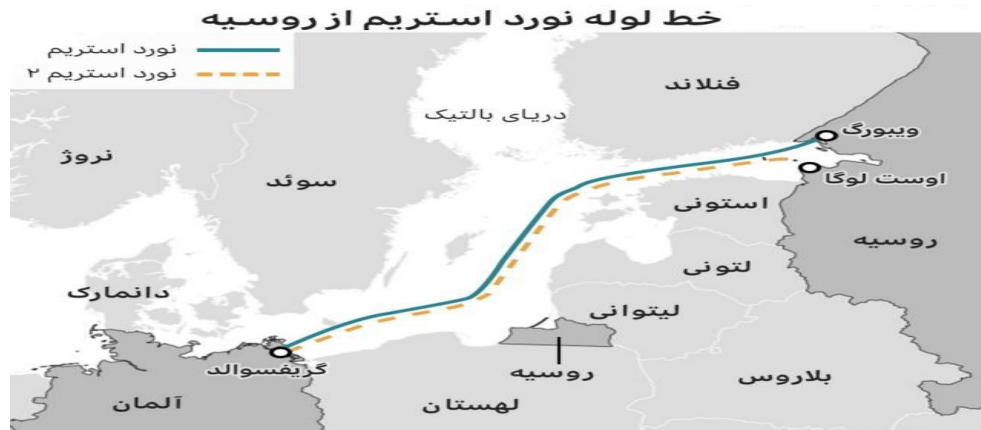 خط لوله نورد استریم از روسیه
نورد استریم
نورد استریم ۲
فنلاند
دریای بالتیک
ویبورگ
نروژ
سوئد
اوست لوگا
استونی
روسیه
لتونی
دانمارک
لیتوانی
گریفسوالد
روسیه
بلاروس
آلمان
لهستان